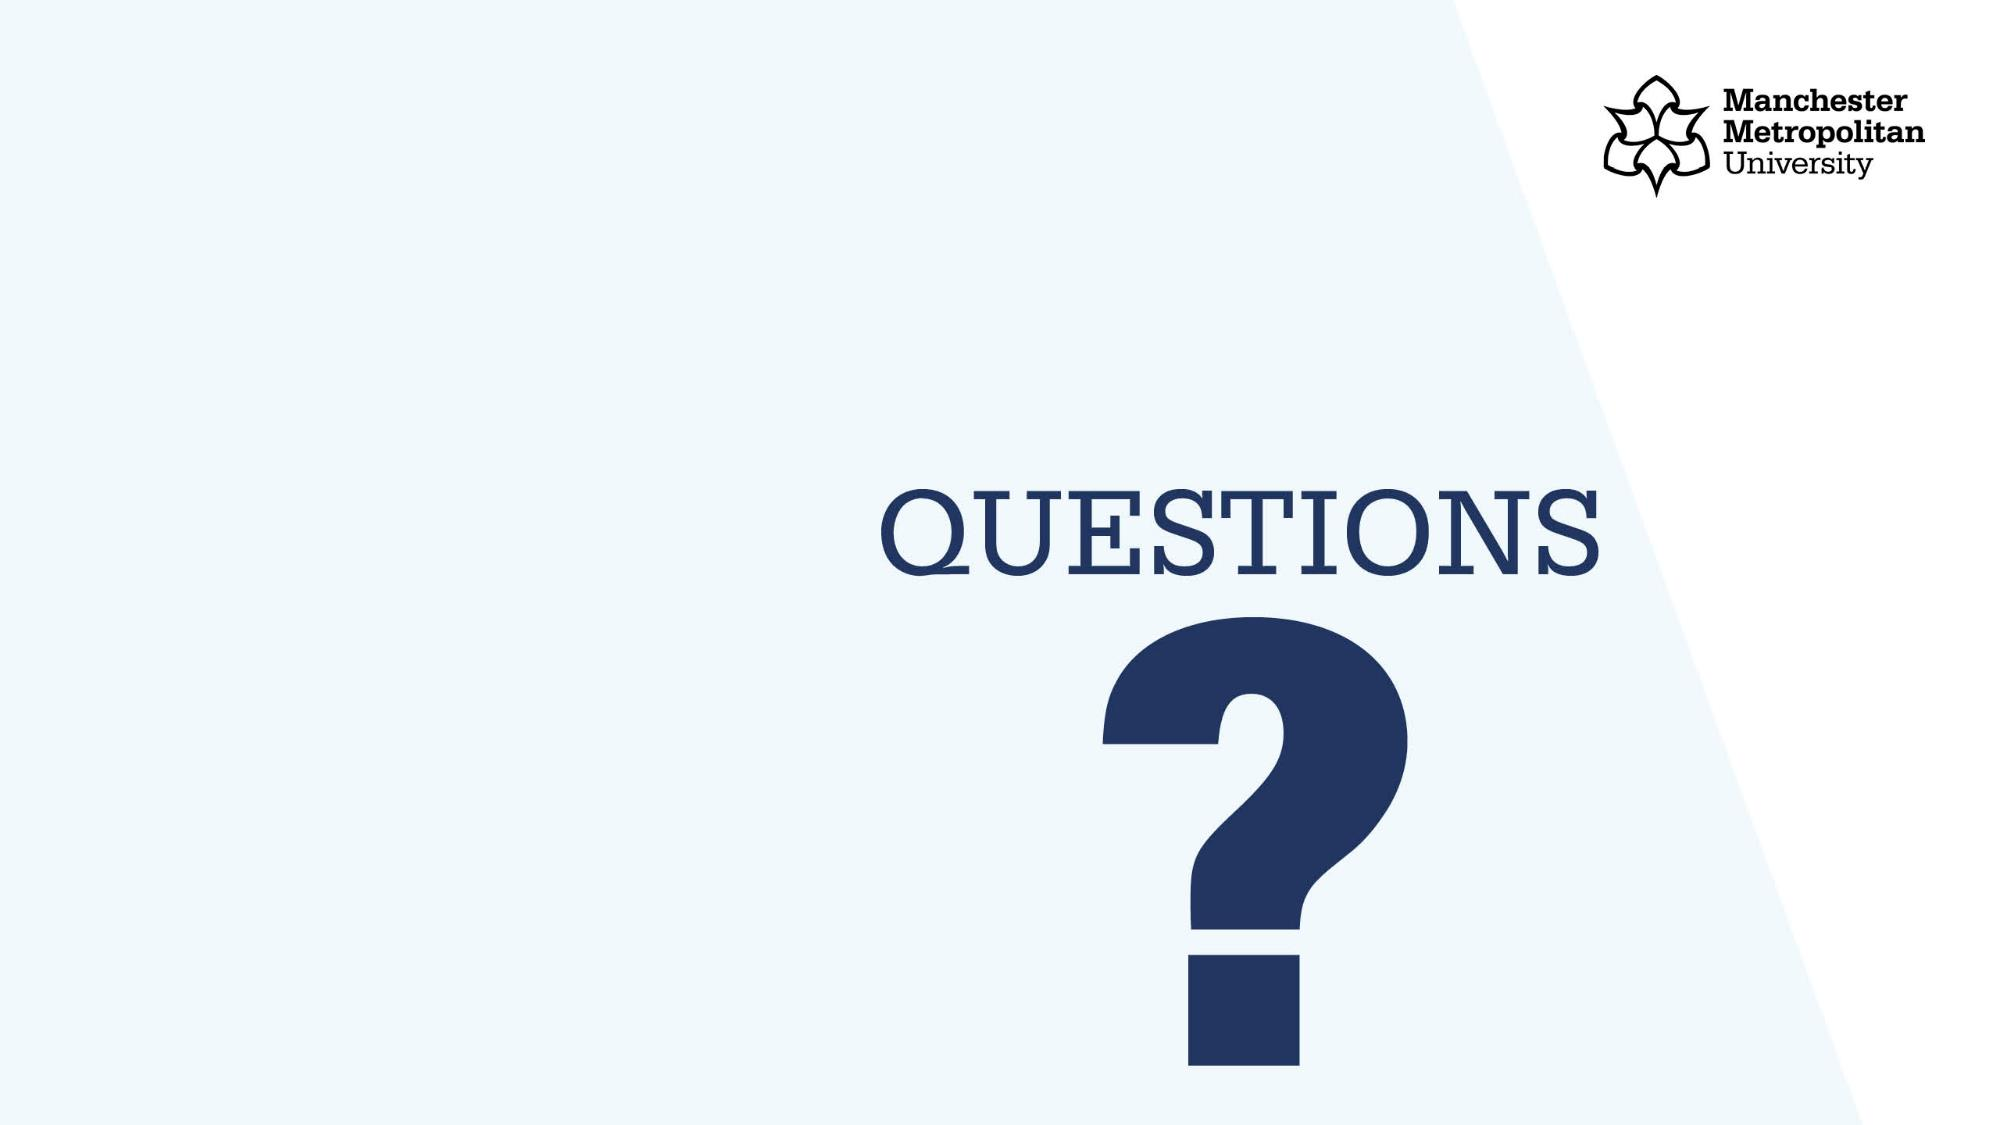 Manchester
Metropolitan
University
QUESTIONS
?